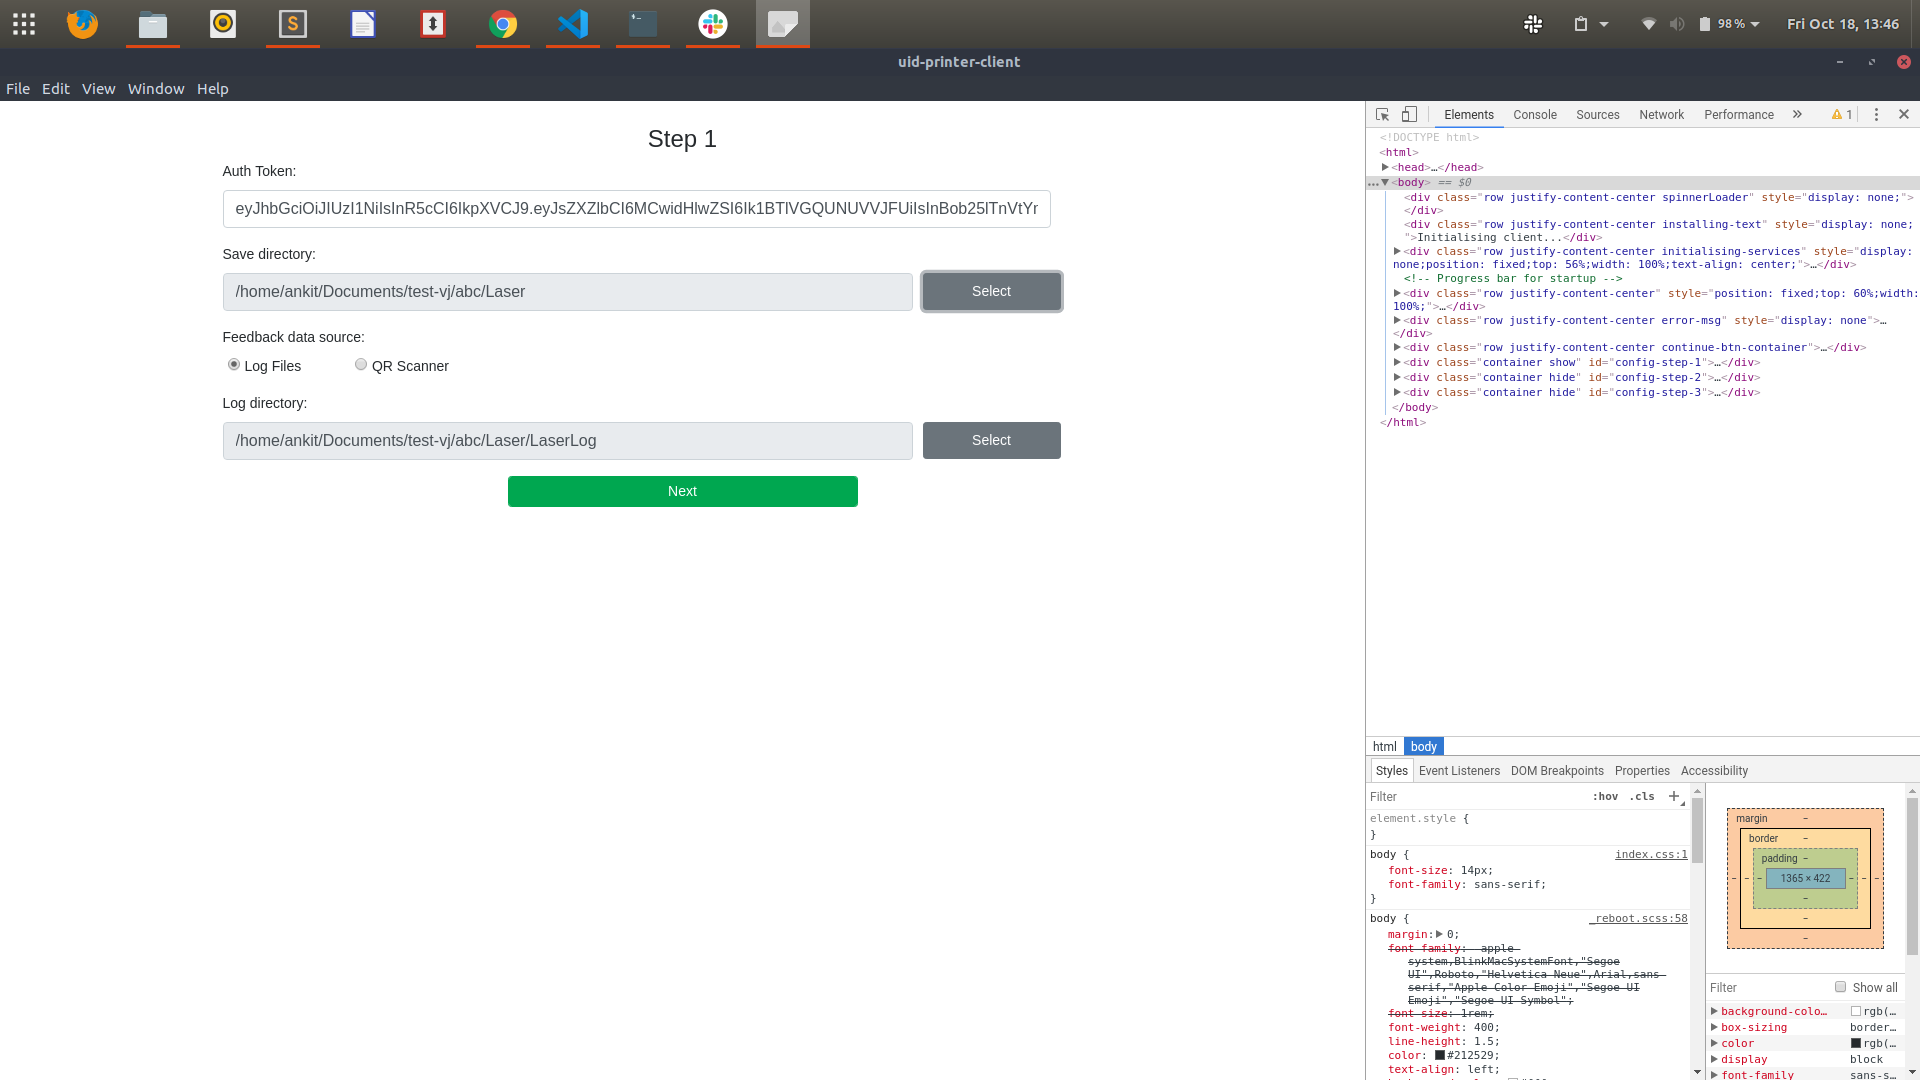 98 %
Fri Oct 18, 13:46
uid-printer-client
File Edit View Window Help
Step 1
Auth Token:
Save directory:
/home/ankit/Documents/test-vj/abc/Laser
Select
Feedback data source:
Log Files
QR Scanner
Log directory:
/home/ankit/Documents/test-vj/abc/Laser/LaserLog
Select
Next
Elements Console Sources Network Performance » 1
<!DOCTYPE html>
<html>
<head>…</head>
<body> == $0
<div class="row justify-content-center spinnerLoader" style="display: none;">
</div>
<div class="row justify-content-center installing-text" style="display: none;
">Initialising client...</div>
<div class="row justify-content-center initialising-services" style="display:
none;position: fixed;top: 56%;width: 100%;text-align: center;">…</div>
<!-- Progress bar for startup -->
<div class="row justify-content-center" style="position: fixed;top: 60%;width:
100%;">…</div>
<div class="row justify-content-center error-msg" style="display: none">…
</div>
<div class="row justify-content-center continue-btn-container">…</div>
<div class="container show" id="config-step-1">…</div>
<div class="container hide" id="config-step-2">…</div>
<div class="container hide" id="config-step-3">…</div>
</body>
</html>
html body
Styles Event Listeners DOM Breakpoints Properties Accessibility
Filter :hov .cls +
element.style {
}
body { index.css:1
font-size: 14px;
font-family: sans-serif;
}
body { _reboot.scss:58
margin: 0;
font-family: -apple-
system,BlinkMacSystemFont,"Segoe
UI",Roboto,"Helvetica Neue",Arial,sans-
serif,"Apple Color Emoji","Segoe UI
Emoji","Segoe UI Symbol";
font-size: 1rem;
font-weight: 400;
line-height: 1.5;
color: #212529;
text-align: left;
margin –
border –
padding –
1365 × 422
Filter Show all
background-colo… rgb(…
box-sizing border…
color rgb(…
display block
font-family sans-s…